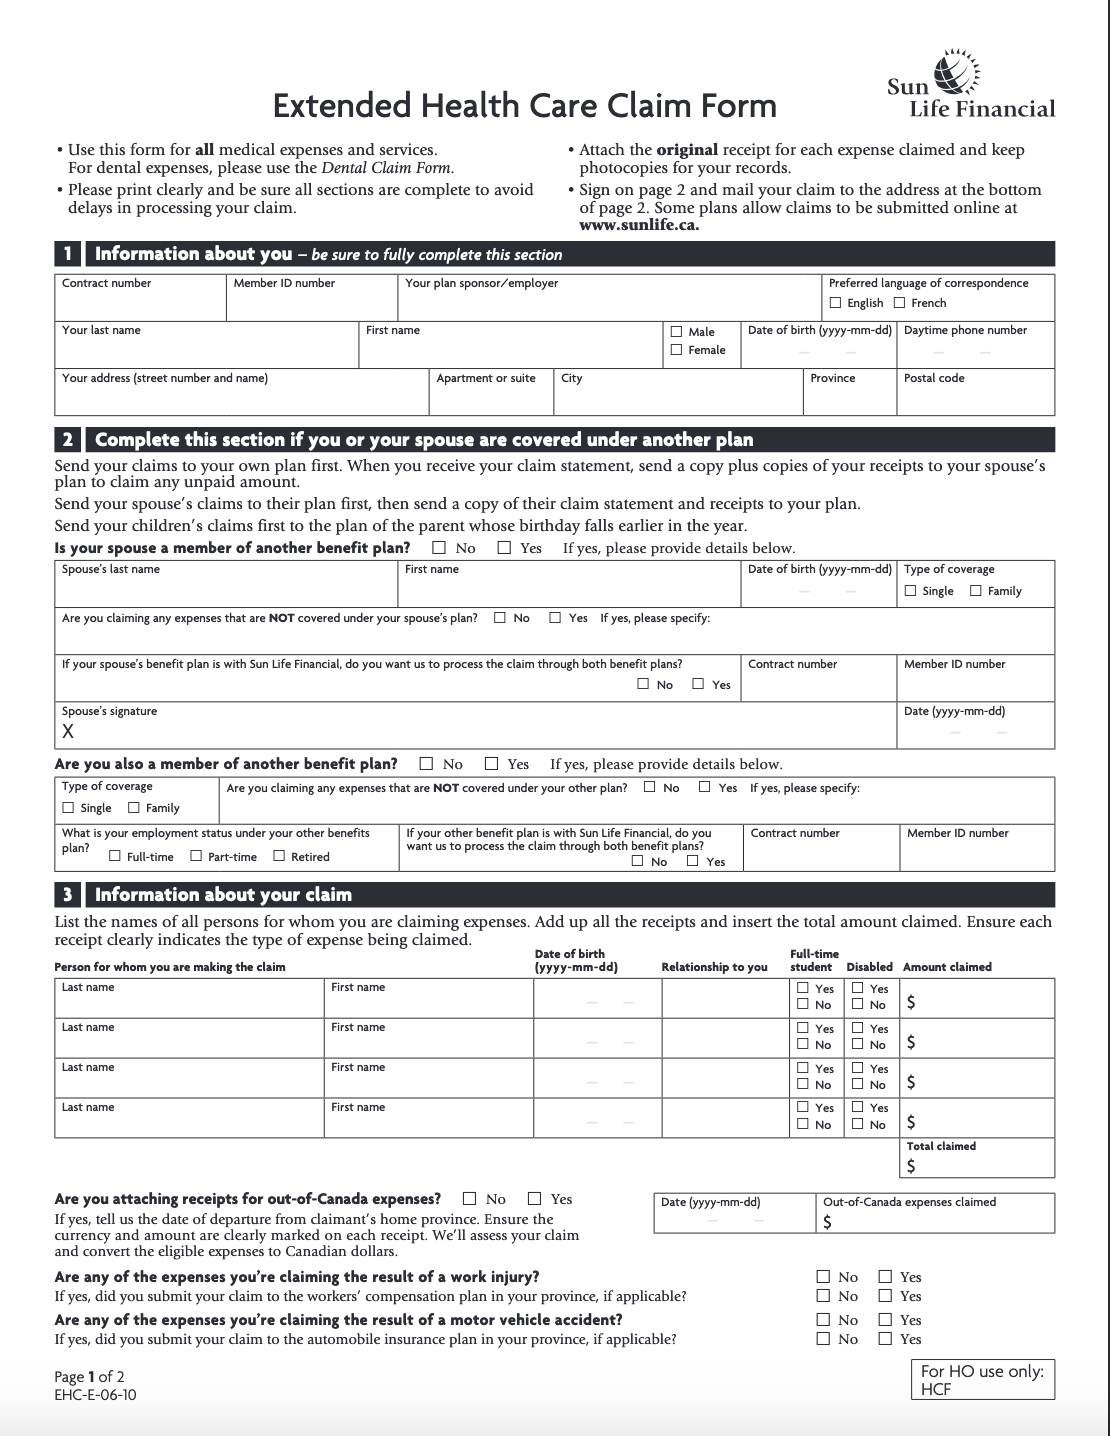 Sun
Life Financial
Extended Health Care Claim Form
• Use this form for all medical expenses and services.
For dental expenses, please use the Dental Claim Form.
• Please print clearly and be sure all sections are complete to avoid
delays in processing your claim.
• Attach the original receipt for each expense claimed and keep
photocopies for your records.
• Sign on page 2 and mail your claim to the address at the bottom
of page 2. Some plans allow claims to be submitted online at
www.sunlife.ca.
1 Information about you – be sure to fully complete this section
Contract number Member ID number Your plan sponsor/employer Preferred language of correspondence
English French
Your last name First name Male Date of birth (yyyy-mm-dd) Daytime phone number
Female – – – –
Your address (street number and name) Apartment or suite City Province Postal code
2 Complete this section if you or your spouse are covered under another plan
Send your claims to your own plan first. When you receive your claim statement, send a copy plus copies of your receipts to your spouse’s
plan to claim any unpaid amount.
Send your spouse’s claims to their plan first, then send a copy of their claim statement and receipts to your plan.
Send your children’s claims first to the plan of the parent whose birthday falls earlier in the year.
Is your spouse a member of another benefit plan? No Yes If yes, please provide details below.
Spouse’s last name First name Date of birth (yyyy-mm-dd) Type of coverage
– – Single Family
Are you claiming any expenses that are NOT covered under your spouse’s plan? No Yes If yes, please specify:
If your spouse’s benefit plan is with Sun Life Financial, do you want us to process the claim through both benefit plans? Contract number Member ID number
No Yes
Spouse’s signature Date (yyyy-mm-dd)
X – –
Are you also a member of another benefit plan? No Yes If yes, please provide details below.
Type of coverage Are you claiming any expenses that are NOT covered under your other plan? No Yes If yes, please specify:
Single Family
What is your employment status under your other benefits
plan? Full-time Part-time Retired
If your other benefit plan is with Sun Life Financial, do you
want us to process the claim through both benefit plans?
No Yes
Contract number Member ID number
3 Information about your claim
List the names of all persons for whom you are claiming expenses. Add up all the receipts and insert the total amount claimed. Ensure each
receipt clearly indicates the type of expense being claimed.
Person for whom you are making the claim Date of birth (yyyy-mm-dd) Relationship to you Full-time student Disabled Amount claimed
Last name First name – – Yes Yes
No No $
Last name First name – – Yes Yes
No No $
Last name First name – – Yes Yes
No No $
Last name First name – – Yes Yes
No No $
Total claimed
$
Are you attaching receipts for out-of-Canada expenses? No Yes
If yes, tell us the date of departure from claimant’s home province. Ensure the
currency and amount are clearly marked on each receipt. We’ll assess your claim
and convert the eligible expenses to Canadian dollars.
Date (yyyy-mm-dd) Out-of-Canada expenses claimed
– – $
Are any of the expenses you’re claiming the result of a work injury? No Yes
If yes, did you submit your claim to the workers’ compensation plan in your province, if applicable? No Yes
Are any of the expenses you’re claiming the result of a motor vehicle accident? No Yes
If yes, did you submit your claim to the automobile insurance plan in your province, if applicable? No Yes
Page 1 of 2
EHC-E-06-10
For HO use only:
HCF